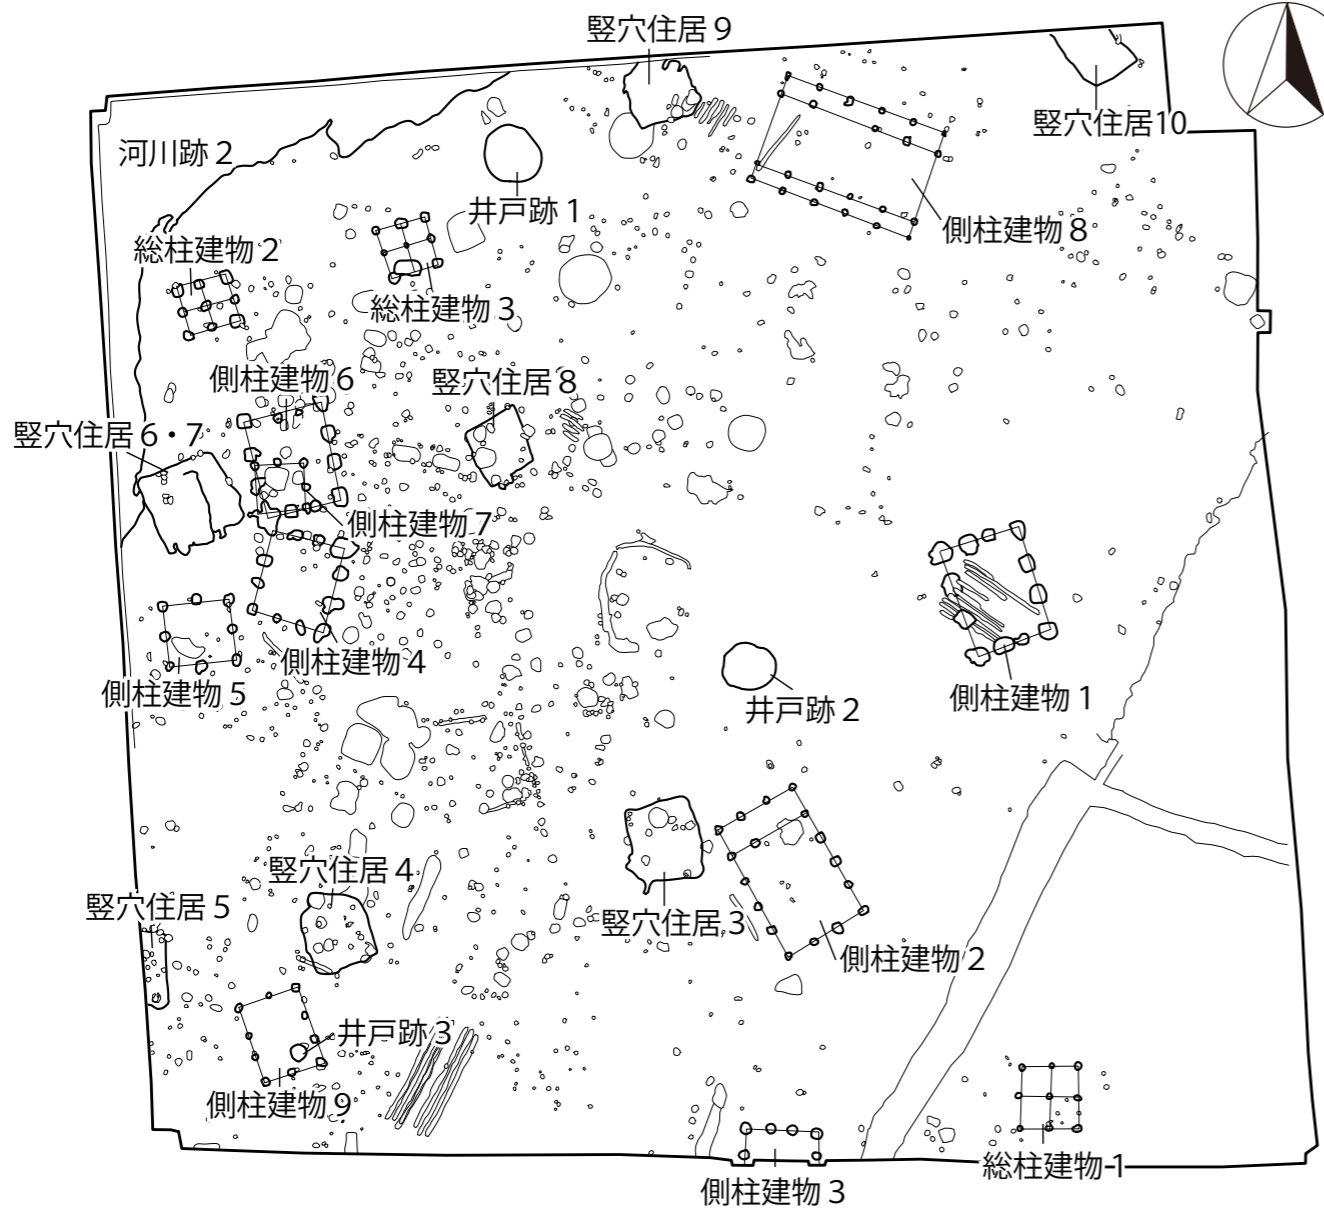 竪穴住居９
竪穴住居10
河川跡２
井戸跡１
側柱建物８
総柱建物２
総柱建物３
側柱建物６
竪穴住居８
竪穴住居６・７
側柱建物７
側柱建物４
側柱建物５
側柱建物１
井戸跡２
竪穴住居４
竪穴住居５
竪穴住居３
側柱建物２
井戸跡３
側柱建物９
総柱建物１
側柱建物３